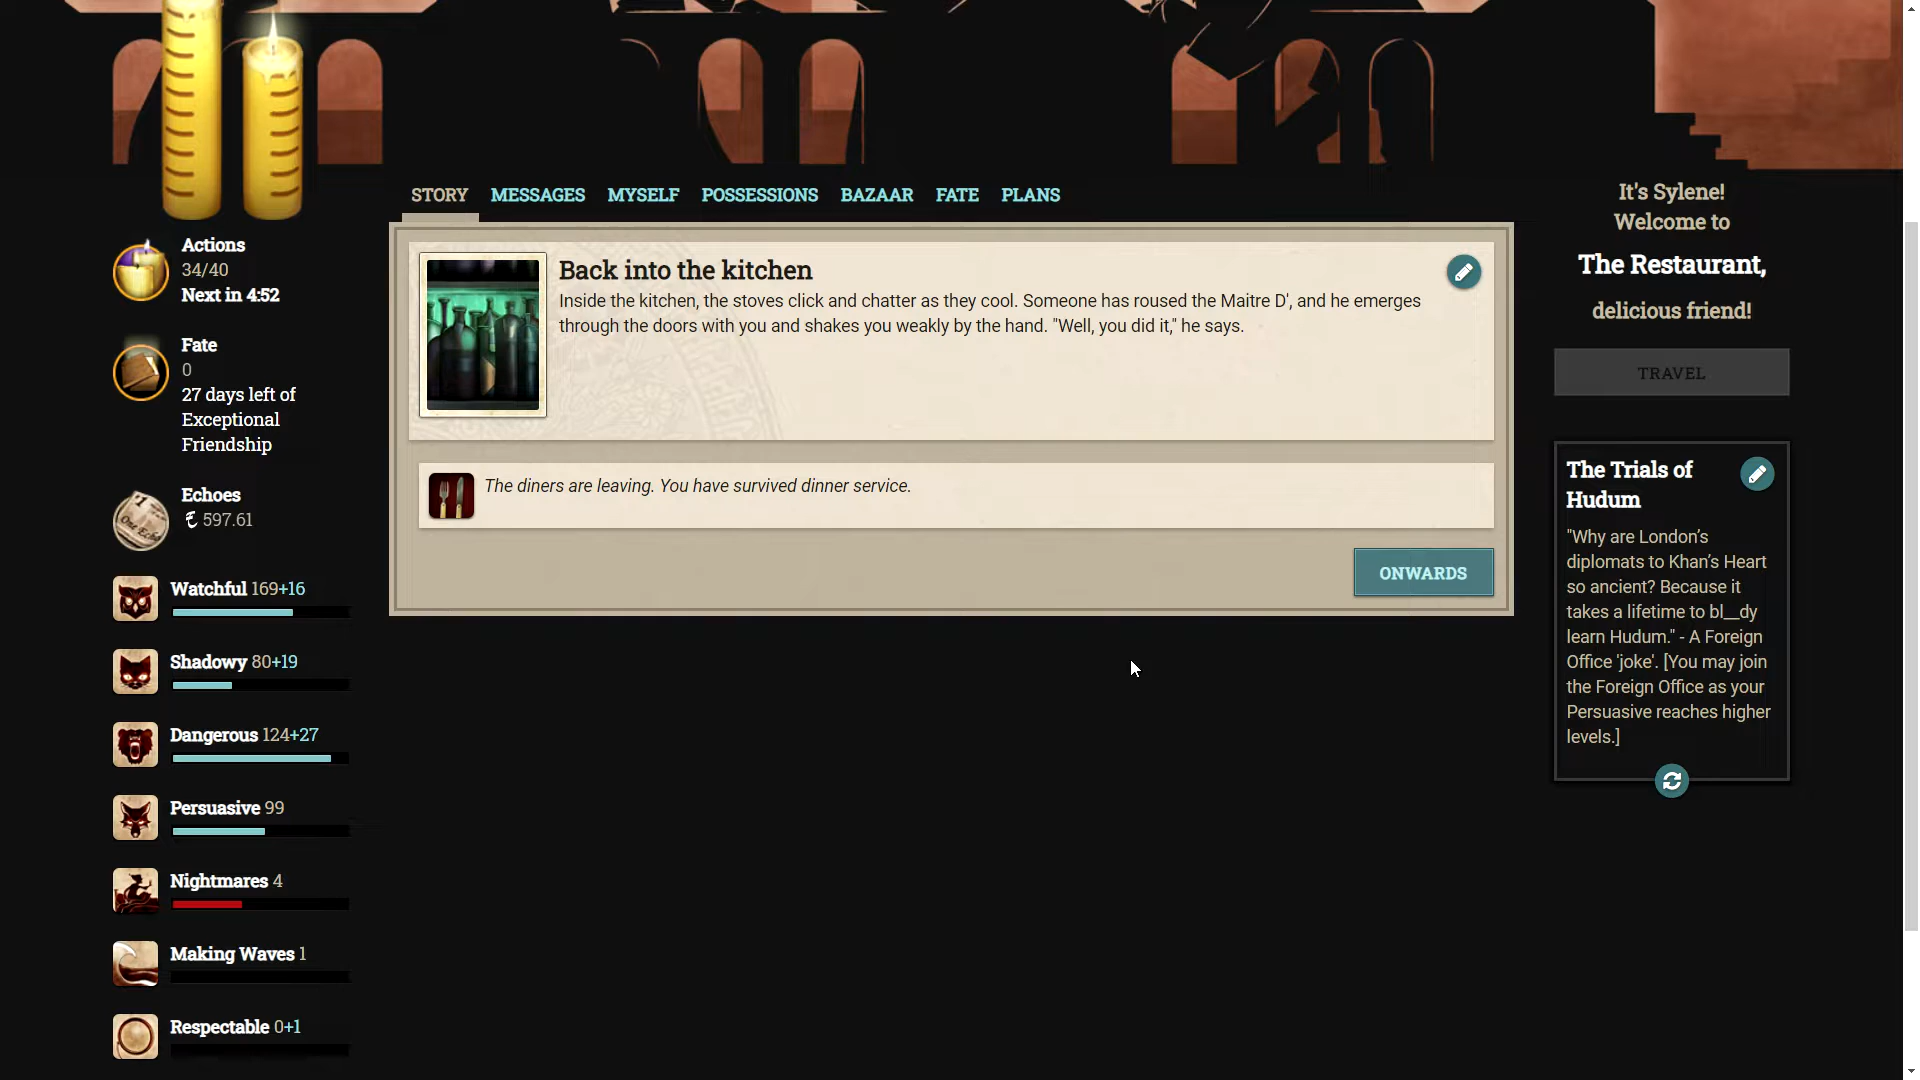 STORY MESSAGES MYSELF POSSESSIONS BAZAAR FATE PLANS
Actions
34/40
Next in 4:52
Fate
0
27 days left of
Exceptional
Friendship
Echoes
597.61
Watchful 169+16
Shadowy 80+19
Dangerous 124+27
Persuasive 99
Nightmares 4
Making Waves 1
Respectable 0+1
Back into the kitchen
Inside the kitchen, the stoves click and chatter as they cool. Someone has roused the Maitre D', and he emerges
through the doors with you and shakes you weakly by the hand. "Well, you did it," he says.
The diners are leaving. You have survived dinner service.
ONWARDS
It's Sylene!
Welcome to
The Restaurant,
delicious friend!
TRAVEL
The Trials of
Hudum
"Why are London’s
diplomats to Khan’s Heart
so ancient? Because it
takes a lifetime to bl__dy
learn Hudum." - A Foreign
Office 'joke'. [You may join
the Foreign Office as your
Persuasive reaches higher
levels.]